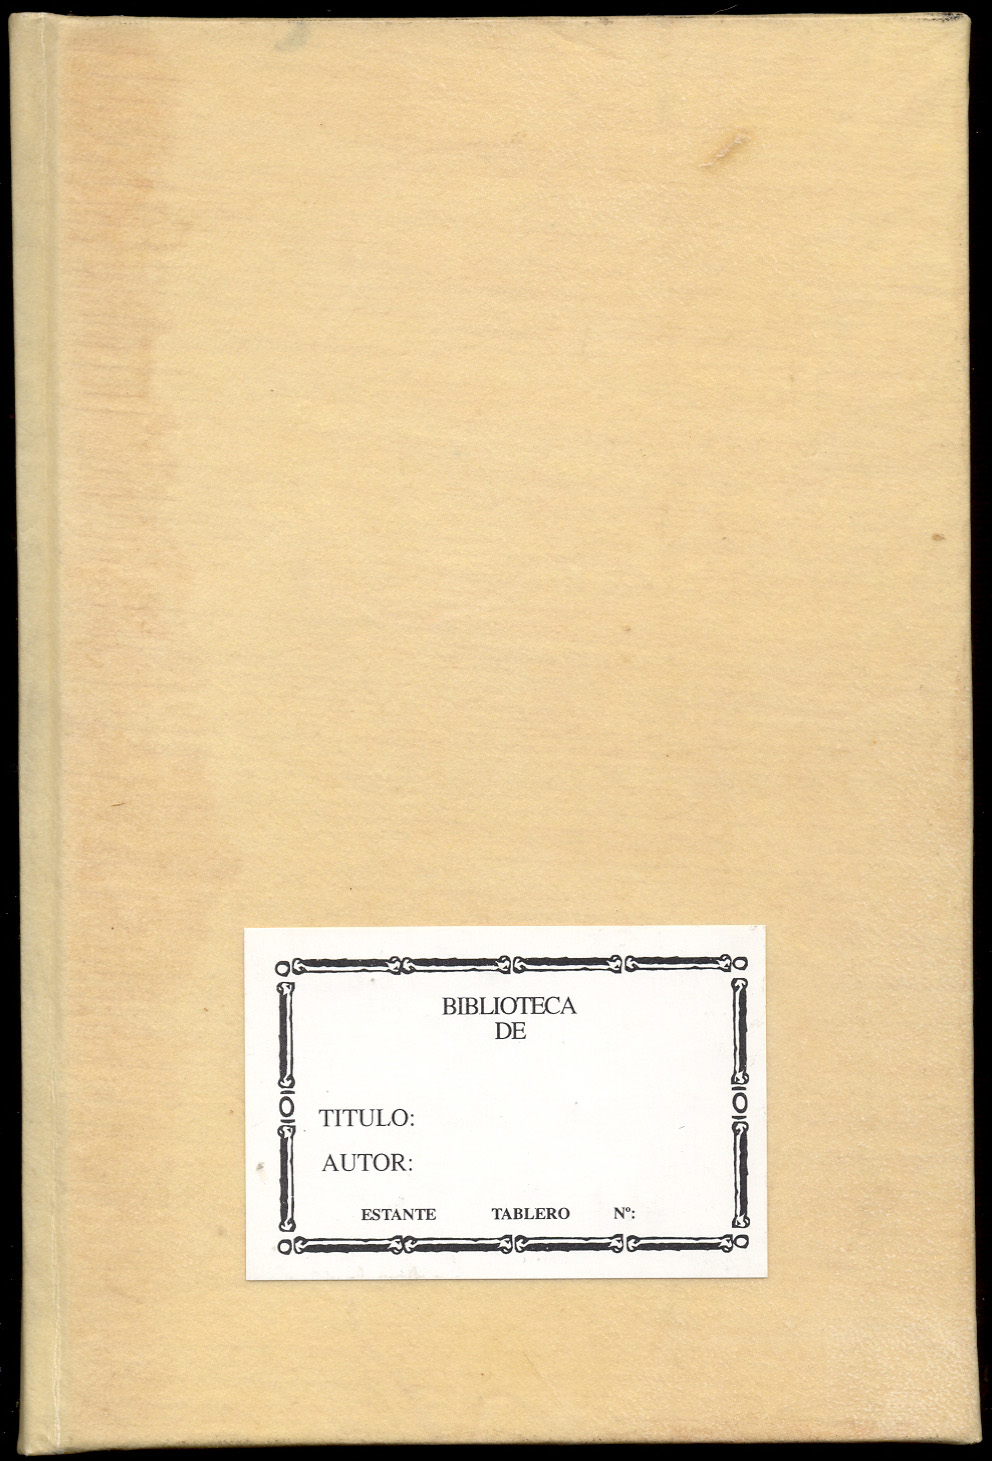 BIBLIOTECA
DE
TITULO:
AUTOR:
ESTANTE TABLERO Nº: